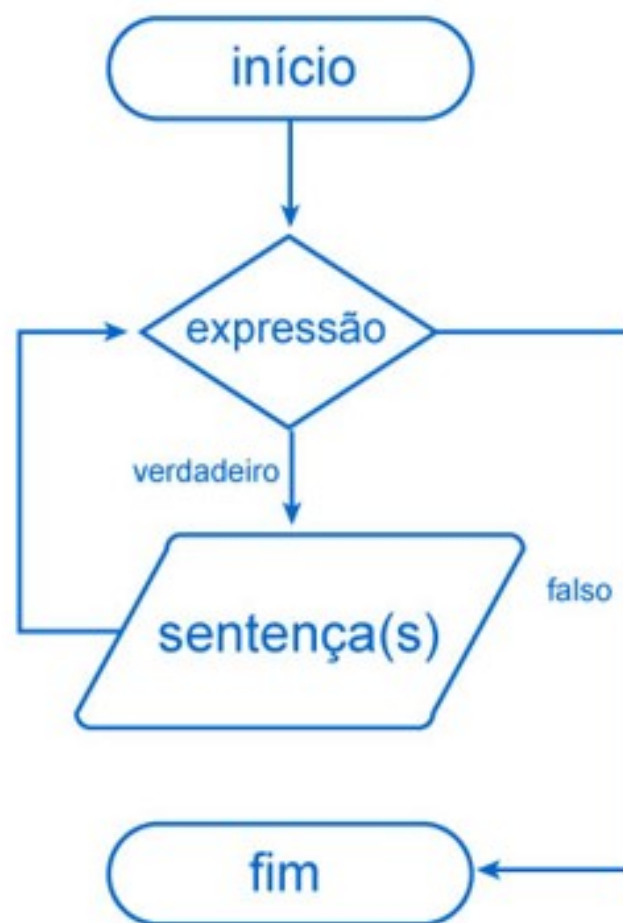 início
expressão
verdadeiro
sentença(s)
falso
fim